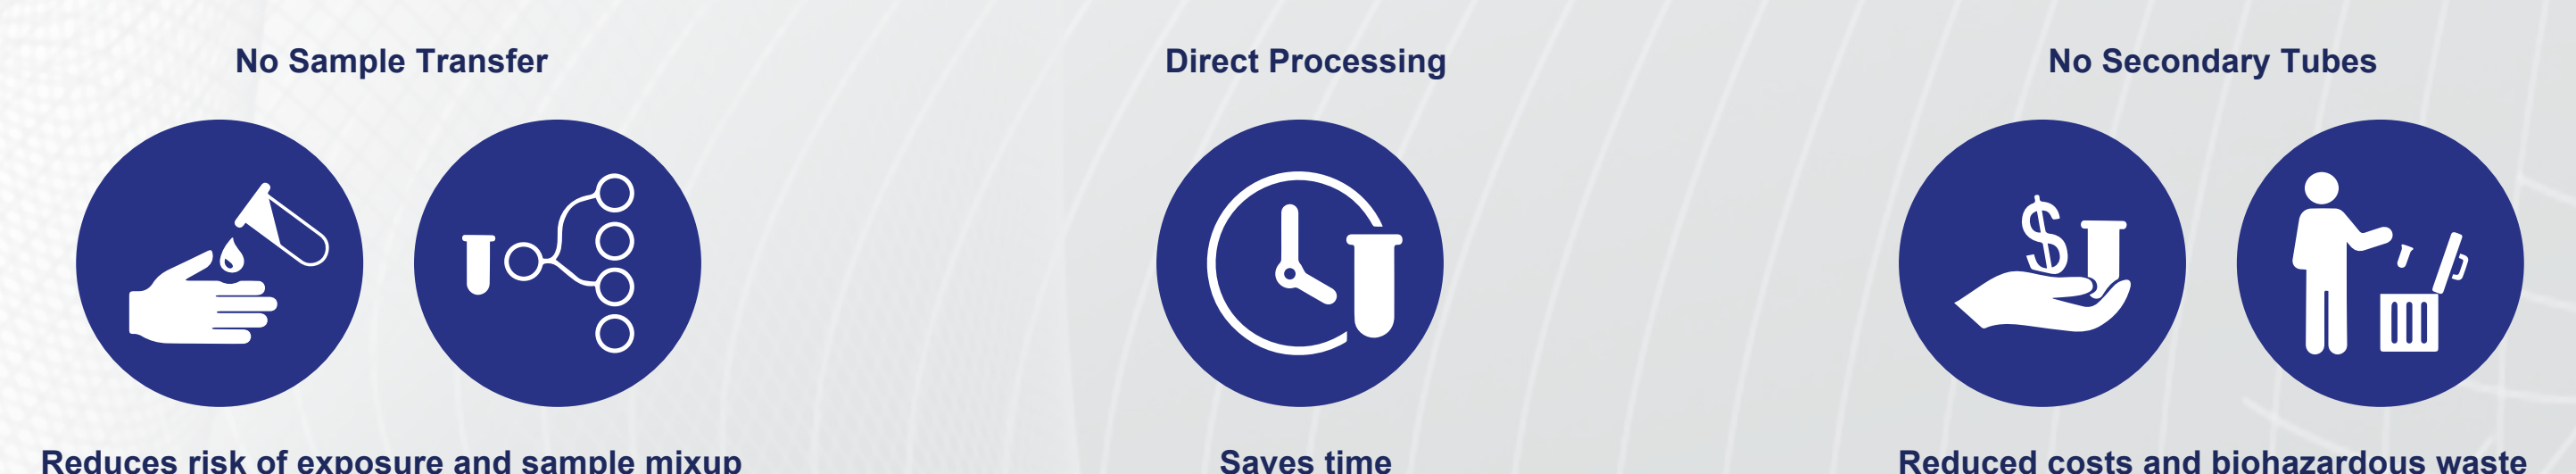 No Sample Transfer
Direct Processing
No Secondary Tubes
$
Reduces risk of exposure and sample mixup
Saves time
Reduced costs and biohazardous waste